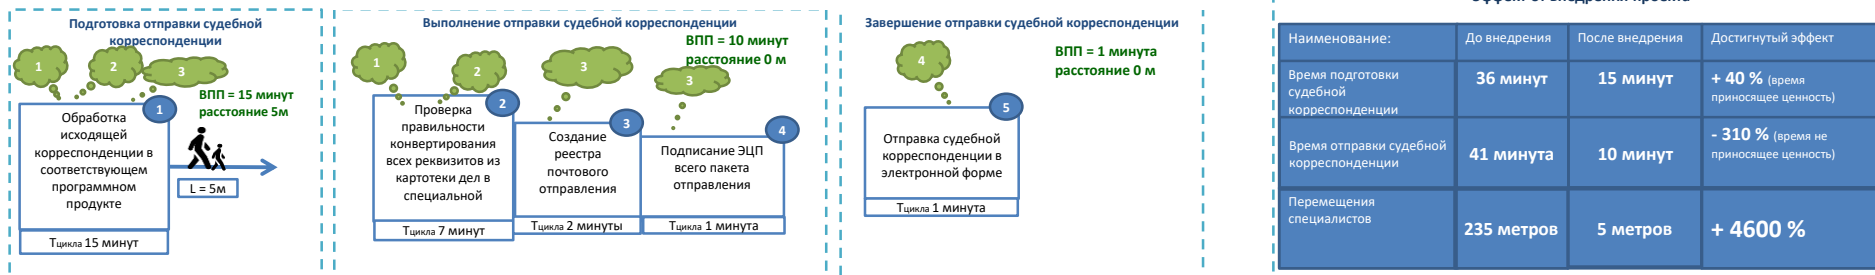 Подготовка отправки судебной
корреспонденции
1
2
3
ВПП = 15 минут
расстояние 5м
1
Обработка
исходящей
корреспонденции в
соответствующем
программном
продукте
L = 5м
Тцикла 15 минут
Выполнение отправки судебной корреспонденции
ВПП = 10 минут
расстояние 0 м
1
2
3
3
2
Проверка
правильности
конвертирования
всех реквизитов из
картотеки дел в
специальной
Тцикла 7 минут
3
Создание
реестра
почтового
отправления
Тцикла 2 минуты
4
Подписание ЭЦП
всего пакета
отправления
Тцикла 1 минута
Завершение отправки судебной корреспонденции
4
ВПП = 1 минута
расстояние 0 м
5
Отправка судебной
корреспонденции в
электронной форме
Тцикла 1 минута
Наименование:
До внедрения
После внедрения
Достигнутый эффект
Время подготовки
судебной
корреспонденции
36 минут
15 минут
+ 40 % (время
приносящее ценность)
Время отправки судебной
корреспонденции
41 минута
10 минут
- 310 % (время не
приносящее ценность)
Перемещения
специалистов
235 метров
5 метров
+ 4600 %